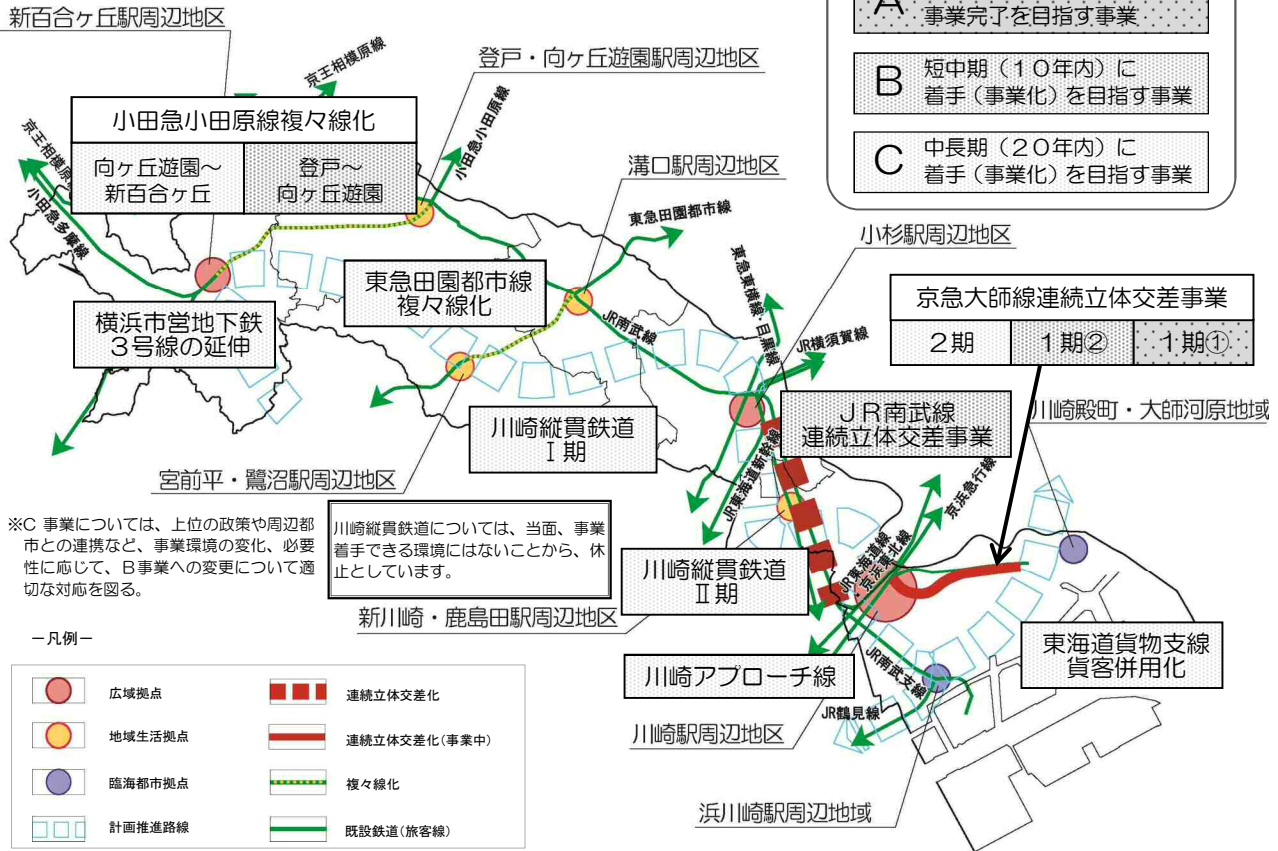 新百合ヶ丘駅周辺地区
登戸・向ヶ丘遊園駅周辺地区
A
事業完了を目指す事業
B 短中期（10年内）に
着手（事業化）を目指す事業
C 中長期（20年内）に
着手（事業化）を目指す事業
京王相模原線
小田急小田原線複々線化
向ヶ丘遊園～
新百合ヶ丘
登戸～
向ヶ丘遊園
京王相模原
小田急多摩線
小田急小田原線
溝口駅周辺地区
東急田園都市線
小杉駅周辺地区
東急東横線・目黒線
JR横須賀線
横浜市営地下鉄
3号線の延伸
東急田園都市線
複々線化
JR南武線
京急大師線連続立体交差事業
2期
1期②
1期①
川崎殿町・大師河原地域
川崎縦貫鉄道
Ⅰ期
JR南武線
連続立体交差事業
宮前平・鷺沼駅周辺地区
JR東海道新幹線
京浜急行線
※C 事業については、上位の政策や周辺都
市との連携など、事業環境の変化、必要
性に応じて、B事業への変更について適
切な対応を図る。
川崎縦貫鉄道については、当面、事業
着手できる環境にはないことから、休
止としています。
川崎縦貫鉄道
Ⅱ期
JR東海道線
・京浜東北線
新川崎・鹿島田駅周辺地区
川崎アプローチ線
JR南武支線
東海道貨物支線
貨客併用化
JR鶴見線
川崎駅周辺地区
浜川崎駅周辺地域
－凡例－
広域拠点
連続立体交差化
地域生活拠点
連続立体交差化(事業中)
臨海都市拠点
複々線化
計画推進路線
既設鉄道(旅客線)